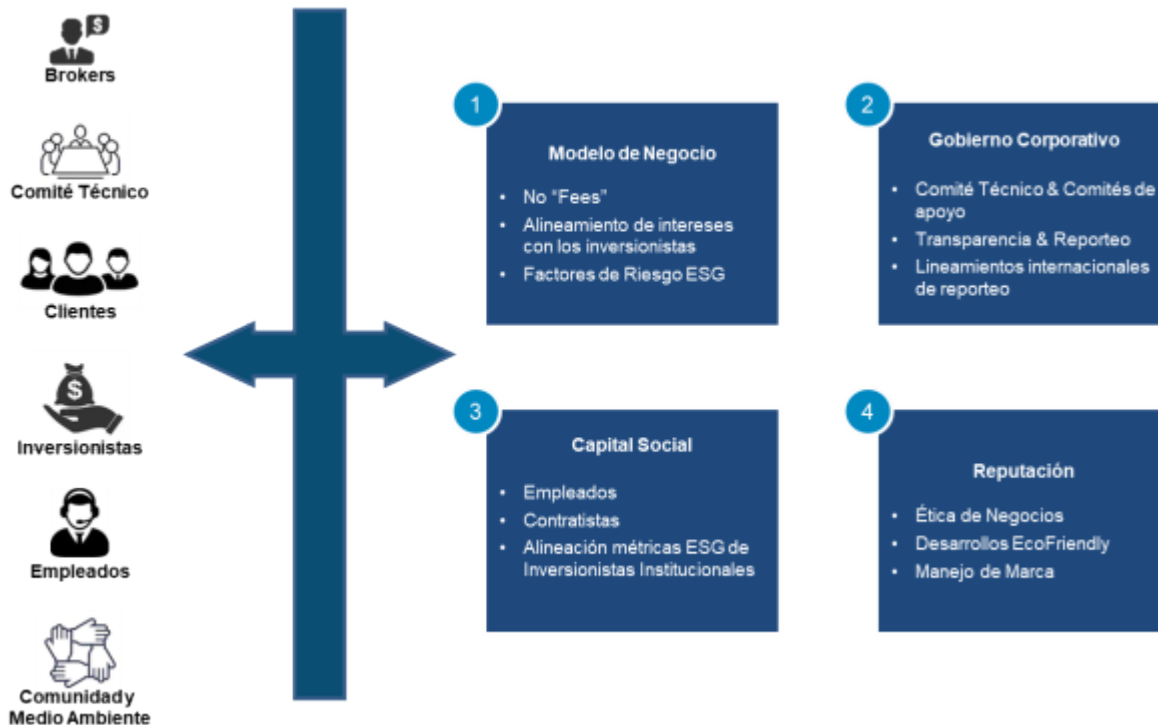 Brokers
Comité Técnico
Clientes
Inversionistas
Empleados
Comunidad y
Medio Ambiente
1
Modelo de Negocio
• No "Fees"
• Alineamiento de intereses
con los inversionistas
• Factores de Riesgo ESG
2
Gobierno Corporativo
• Comité Técnico & Comités de
apoyo
• Transparencia & Reporteo
• Lineamientos internacionales
de reporteo
3
Capital Social
• Empleados
• Contratistas
• Alineación métricas ESG de
Inversionistas Institucionales
4
Reputación
• Ética de Negocios
• Desarrollos EcoFriendly
• Manejo de Marca